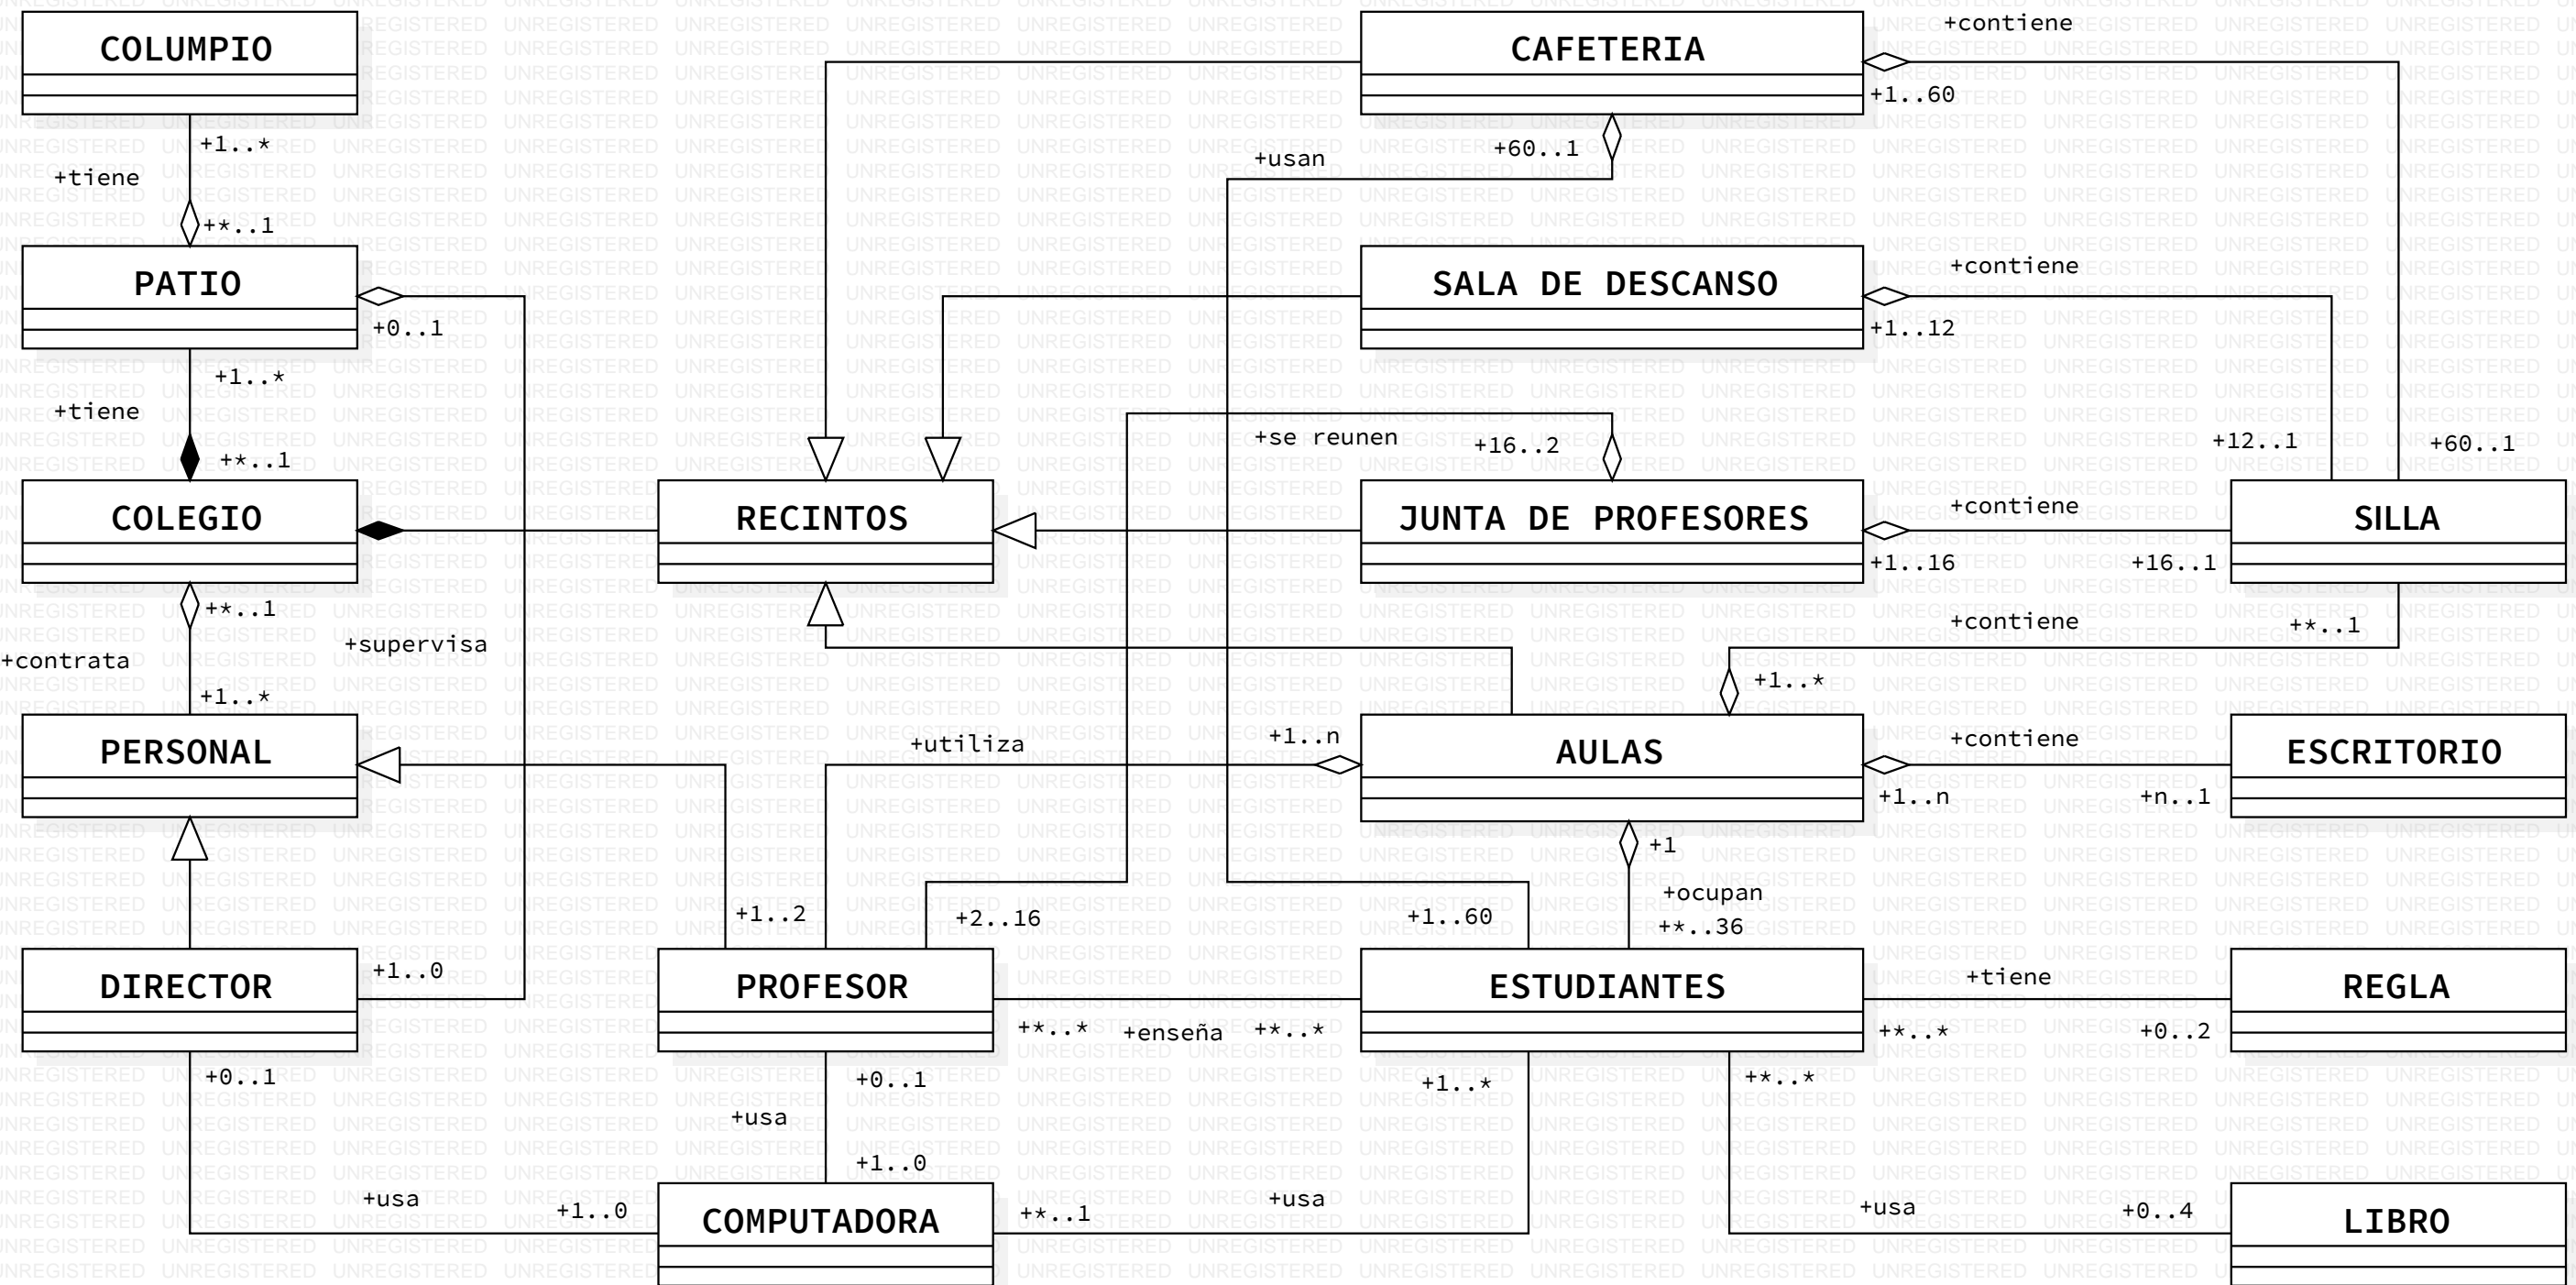 COLUMPIO
CAFETERIA
+contiene
+1..60
+1..*
+tiene
+*..1
+usan
+60..1
PATIO
+0..1
SALA DE DESCANSO
+contiene
+1..12
+1..*
+tiene
+*..1
+se reunen
+16..2
+12..1
+60..1
COLEGIO
RECINTOS
JUNTA DE PROFESORES
+contiene
+1..16
+16..1
SILLA
+*..1
+supervisa
+contrata
+1..*
+contiene
+*..1
+1..*
PERSONAL
+utiliza
+1..n
AULAS
+contiene
+1..n
+n..1
ESCRITORIO
+1
+ocupan
+*..36
+1..2
+2..16
+1..60
DIRECTOR
+1..0
PROFESOR
+*..*
+enseña
+*..*
ESTUDIANTES
+tiene
+*..*
+0..2
REGLA
+0..1
+0..1
+usa
+1..0
+1..*
+*..*
+usa
+1..0
COMPUTADORA
+*..1
+usa
+usa
+0..4
LIBRO
UNREGISTERED